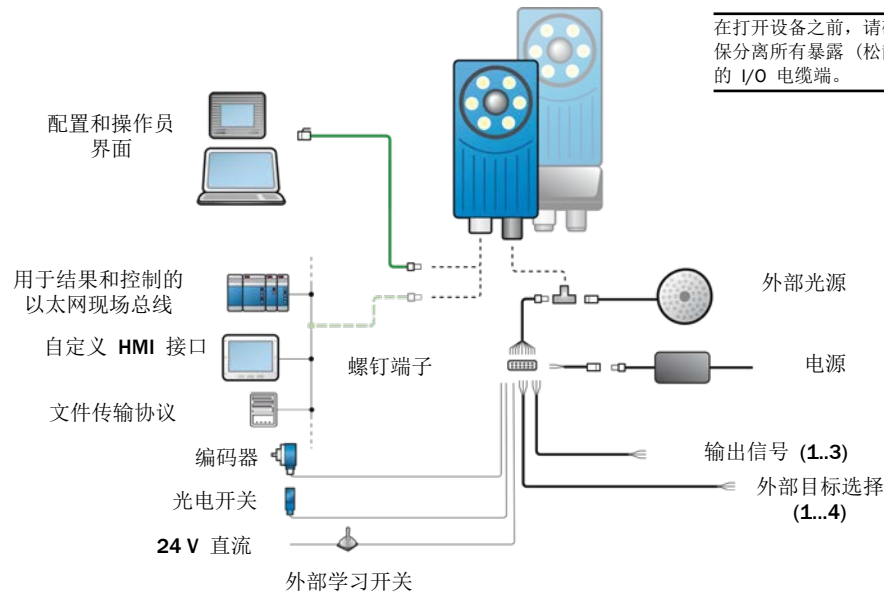 在打开设备之前，请
保分离所有暴露（松
的 I/O 电缆端。
配置和操作员
界面
外部光源
用于结果和控制的
以太网现场总线
自定义 HMI 接口
螺钉端子
电源
文件传输协议
编码器
输出信号 (1..3)
光电开关
外部目标选择
(1...4)
24 V 直流
外部学习开关